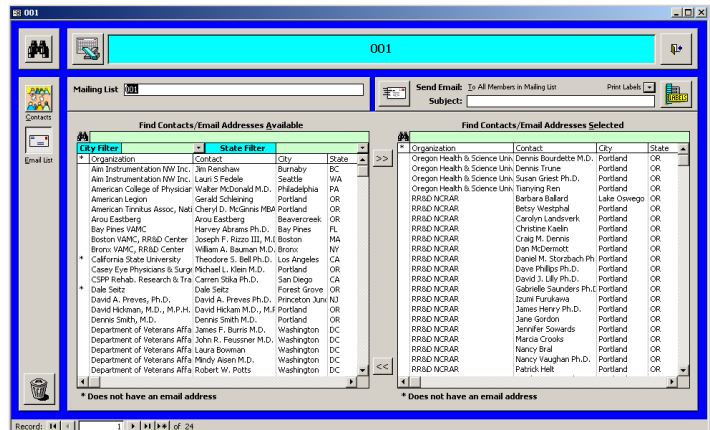 001
001
Mailing List 001
Send Email: To All Members in Mailing List Print Labels
Subject:
LABELS
Contacts
Email List
Find Contacts/Email Addresses Available
City Filter State Filter
* Organization Contact City State
Aim Instrumentation NW Inc. Jim Renshaw Burnaby BC
Aim Instrumentation NW Inc. Lauri S Fedele Seattle WA
American College of Physician Walter McDonald M.D. Philadelphia PA
American Legion Gerald Schleining Portland OR
American Tinnitus Assoc, Nati Cheryl D. McGinnis MBA Portland OR
Arou Eastberg Arou Eastberg Beavercreek OR
Bay Pines VAMC Harvey Abrams Ph.D. Bay Pines FL
Boston VAMC, RR&D Center Joseph F. Rizzo III, M.D Boston MA
Bronx VAMC, RR&D Center William A. Bauman M.D. Bronx NY
* California State University Theodore S. Bell Ph.D. Los Angeles CA
Casey Eye Physicians & Surge Michael L. Klein M.D. Portland OR
CSPP Rehab. Research & Tra Carren Stika Ph.D. San Diego CA
* Dale Seitz Dale Seitz Forest Grove OR
David A. Preves, Ph.D. David A. Preves Ph.D. Princeton Junc NJ
David Hickman, M.D., M.P.H. David Hickam M.D., M.P Portland OR
Dennis Smith, M.D. Dennis Smith M.D. Portland OR
Department of Veterans Affa James F. Burris M.D. Washington DC
Department of Veterans Affa John R. Feussner M.D. Washington DC
Department of Veterans Affa Laura Bowman Washington DC
Department of Veterans Affa Mindy Aisen M.D. Washington DC
Department of Veterans Affa Robert W. Potts Washington DC
* Does not have an email address
>>
<<
Find Contacts/Email Addresses Selected
* Organization Contact City State
Oregon Health & Science Univ Dennis Bourdette M.D. Portland OR
Oregon Health & Science Univ Dennis Trune Portland OR
Oregon Health & Science Univ Susan Griest Ph.D. Portland OR
Oregon Health & Science Univ Tianying Ren Portland OR
RR&D NCRAR Barbara Ballard Lake Oswego OR
RR&D NCRAR Betsy Westphal Portland OR
RR&D NCRAR Carolyn Landsverk Portland OR
RR&D NCRAR Christine Kaelin Portland OR
RR&D NCRAR Craig M. Dennis Portland OR
RR&D NCRAR Dan McDermott Portland OR
RR&D NCRAR Daniel M. Storzbach Ph Portland OR
RR&D NCRAR Dave Phillips Ph.D. Portland OR
RR&D NCRAR David J. Lilly Ph.D. Portland OR
RR&D NCRAR Gabrielle Saunders Ph.D Portland OR
RR&D NCRAR Izumi Furukawa Portland OR
RR&D NCRAR James Henry Ph.D. Portland OR
RR&D NCRAR Jane Gordon Portland OR
RR&D NCRAR Jennifer Sowards Portland OR
RR&D NCRAR Marcia Crooks Portland OR
RR&D NCRAR Nancy Bral Portland OR
RR&D NCRAR Nancy Vaughan Ph.D. Portland OR
RR&D NCRAR Patrick Helt Portland OR
* Does not have an email address
Record: 1 of 24